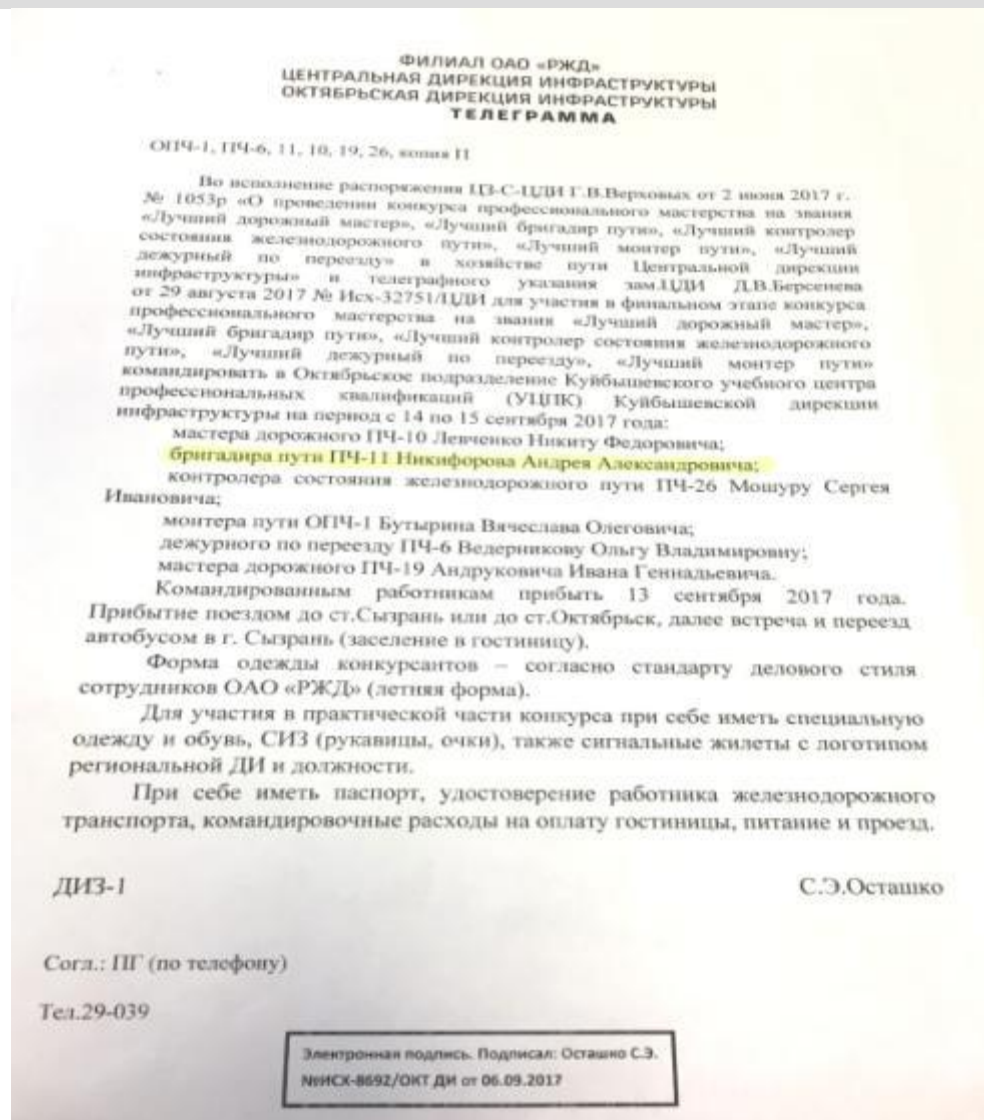 ФИЛИАЛ ОАО «РЖД»
ЦЕНТРАЛЬНАЯ ДИРЕКЦИЯ ИНФРАСТРУКТУРЫ
ОКТЯБРЬСКАЯ ДИРЕКЦИЯ ИНФРАСТРУКТУРЫ
ТЕЛЕГРАММА
ОПЧ-1, ПЧ-6, 11, 10, 19, 26, копия П
Во исполнение распоряжения ЦЗ-С-ЦДИ Г.В.Верховых от 2 июня 2017 г.
№ 1053р «О проведении конкурса профессионального мастерства на звания
«Лучший дорожный мастер», «Лучший бригадир пути», «Лучший контролер
состояния железнодорожного пути», «Лучший монтер пути», «Лучший
дежурный по переезду» в хозяйстве пути Центральной дирекции
инфраструктуры» и телеграфного указания зам.ЦДИ Д.В.Берсенева
от 29 августа 2017 № Исх-32751/ЦДИ для участия в финальном этапе конкурса
профессионального мастерства на звания «Лучший дорожный мастер»,
«Лучший бригадир пути», «Лучший контролер состояния железнодорожного
пути», «Лучший дежурный по переезду», «Лучший монтер пути»
командировать в Октябрьское подразделение Куйбышевского учебного центра
профессиональных квалификаций (УЦПК) Куйбышевской дирекции
инфраструктуры на период с 14 по 15 сентября 2017 года:
мастера дорожного ПЧ-10 Левченко Никиту Федоровича;
бригадира пути ПЧ-11 Никифорова Андрея Александровича;
контролера состояния железнодорожного пути ПЧ-26 Мошуру Сергея
Ивановича;
монтера пути ОПЧ-1 Бутырина Вячеслава Олеговича;
дежурного по переезду ПЧ-6 Ведерникову Ольгу Владимировну;
мастера дорожного ПЧ-19 Андруковича Ивана Геннадьевича.
Командированным работникам прибыть 13 сентября 2017 года.
Прибытие поездом до ст.Сызрань или до ст.Октябрьск, далее встреча и переезд
автобусом в г. Сызрань (заселение в гостиницу).
Форма одежды конкурсантов – согласно стандарту делового стиля
сотрудников ОАО «РЖД» (летняя форма).
Для участия в практической части конкурса при себе иметь специальную
одежду и обувь, СИЗ (рукавицы, очки), также сигнальные жилеты с логотипом
региональной ДИ и должности.
При себе иметь паспорт, удостоверение работника железнодорожного
транспорта, командировочные расходы на оплату гостиницы, питание и проезд.
ДИЗ-1 С.Э.Осташко
Согл.: ПГ (по телефону)
Тел.29-039
Электронная подпись. Подписал: Осташко С.Э.
№ИСХ-8692/ОКТ ДИ от 06.09.2017